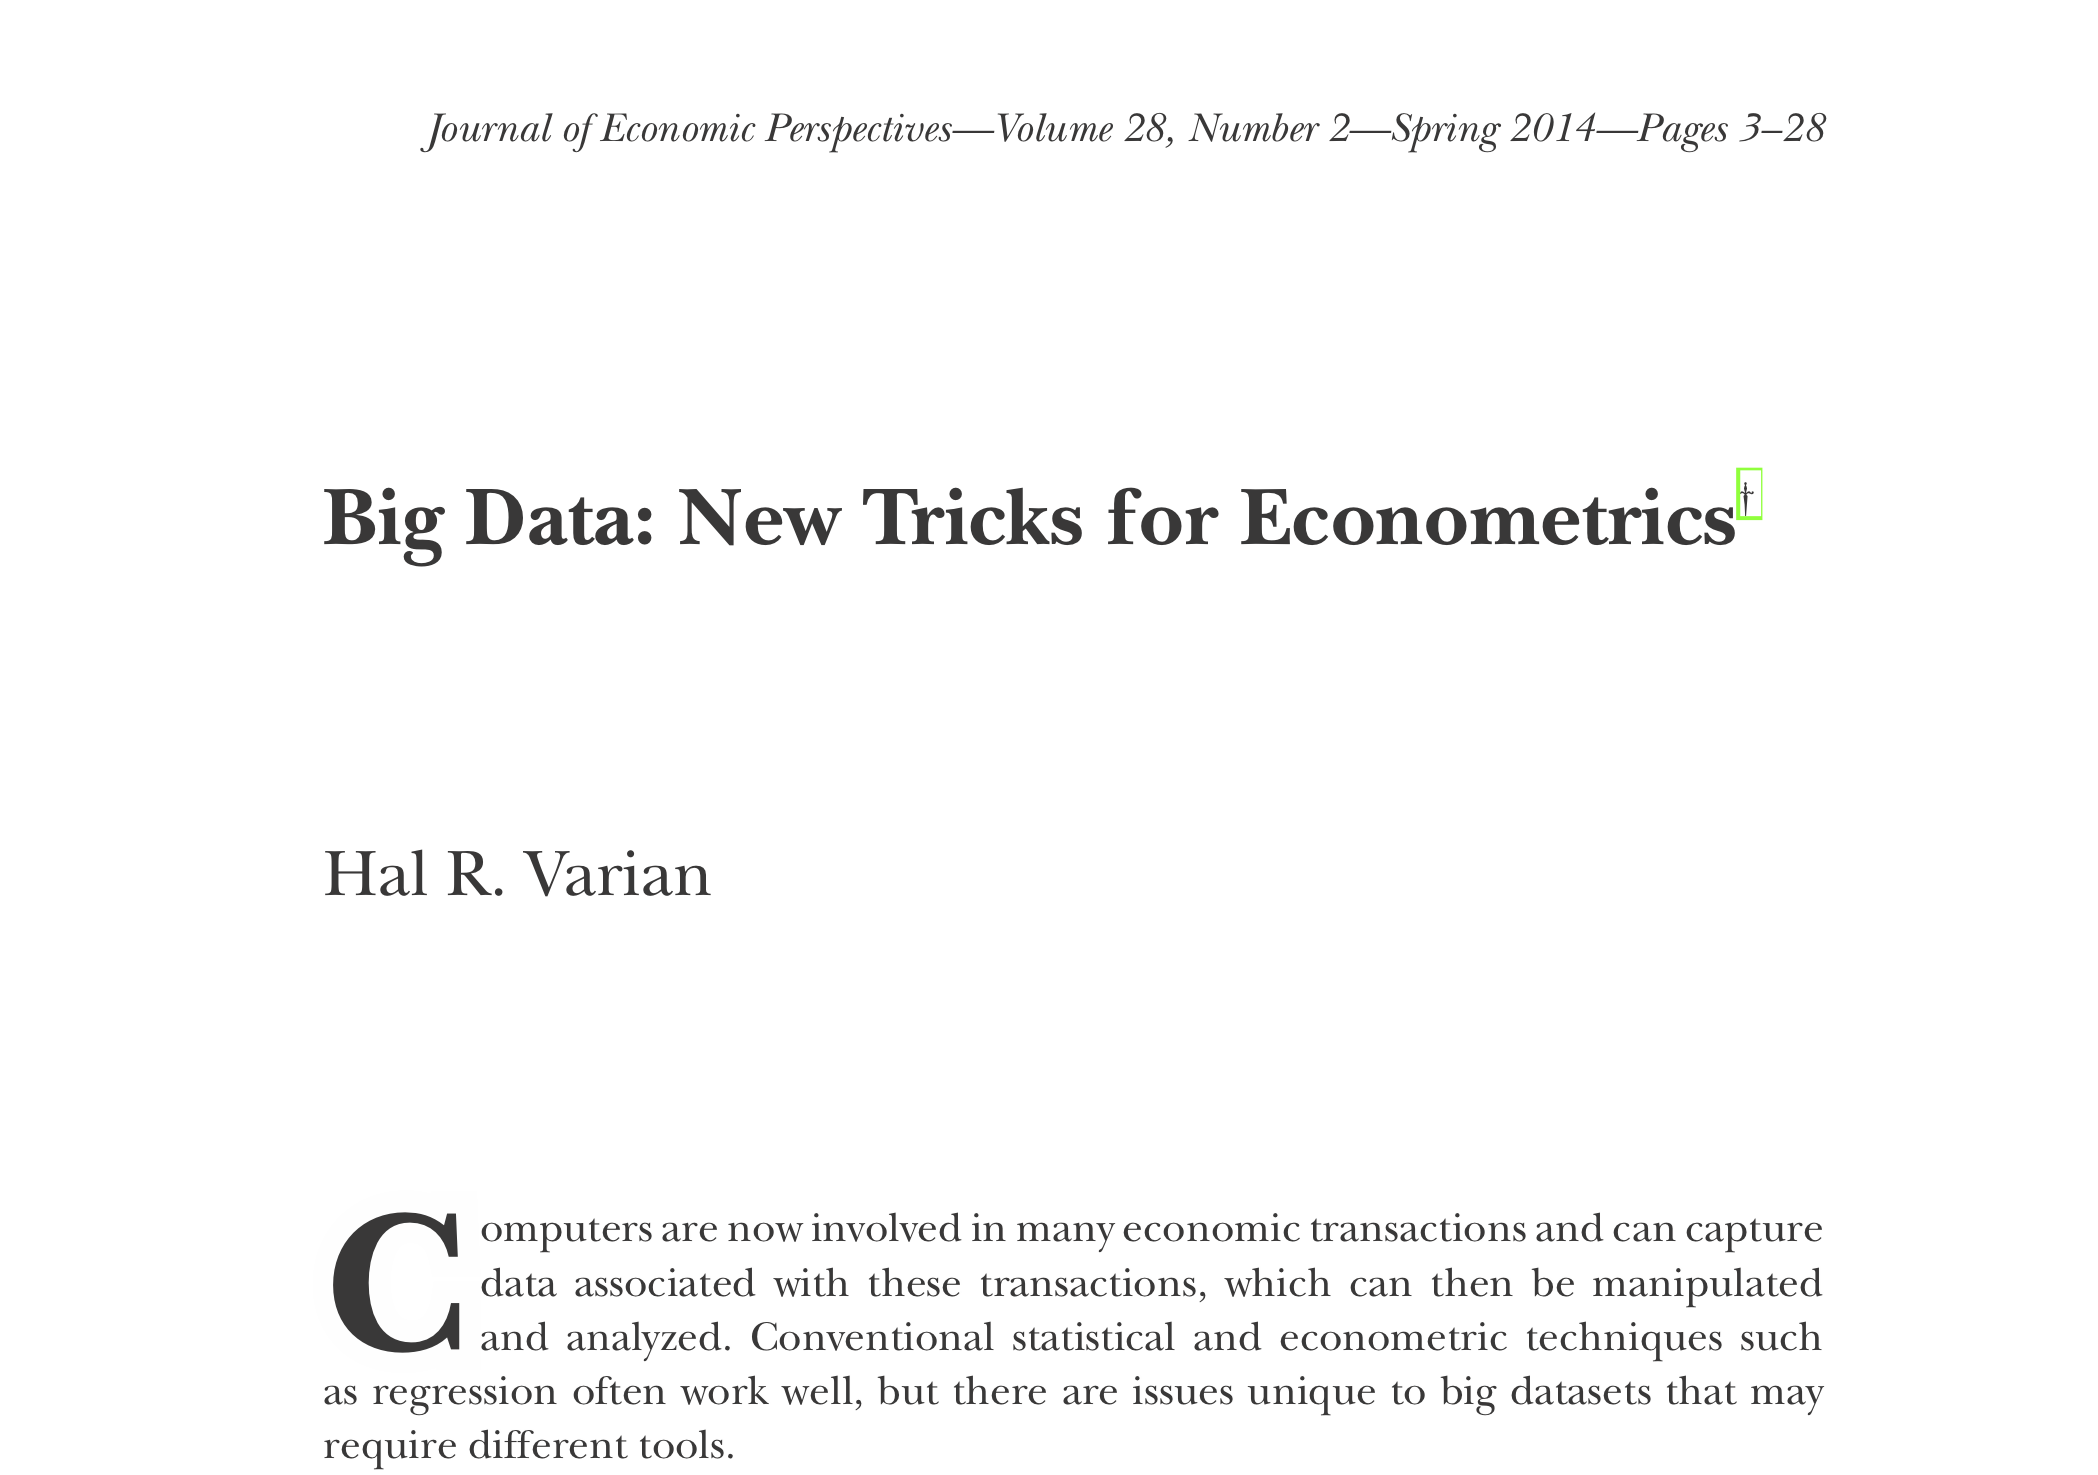 Journal of Economic Perspectives—Volume 28, Number 2—Spring 2014—Pages 3–28
Big Data: New Tricks for Econometrics†
Hal R. Varian
Computers are now involved in many economic transactions and can capture
data associated with these transactions, which can then be manipulated
and analyzed. Conventional statistical and econometric techniques such
as regression often work well, but there are issues unique to big datasets that may
require different tools.